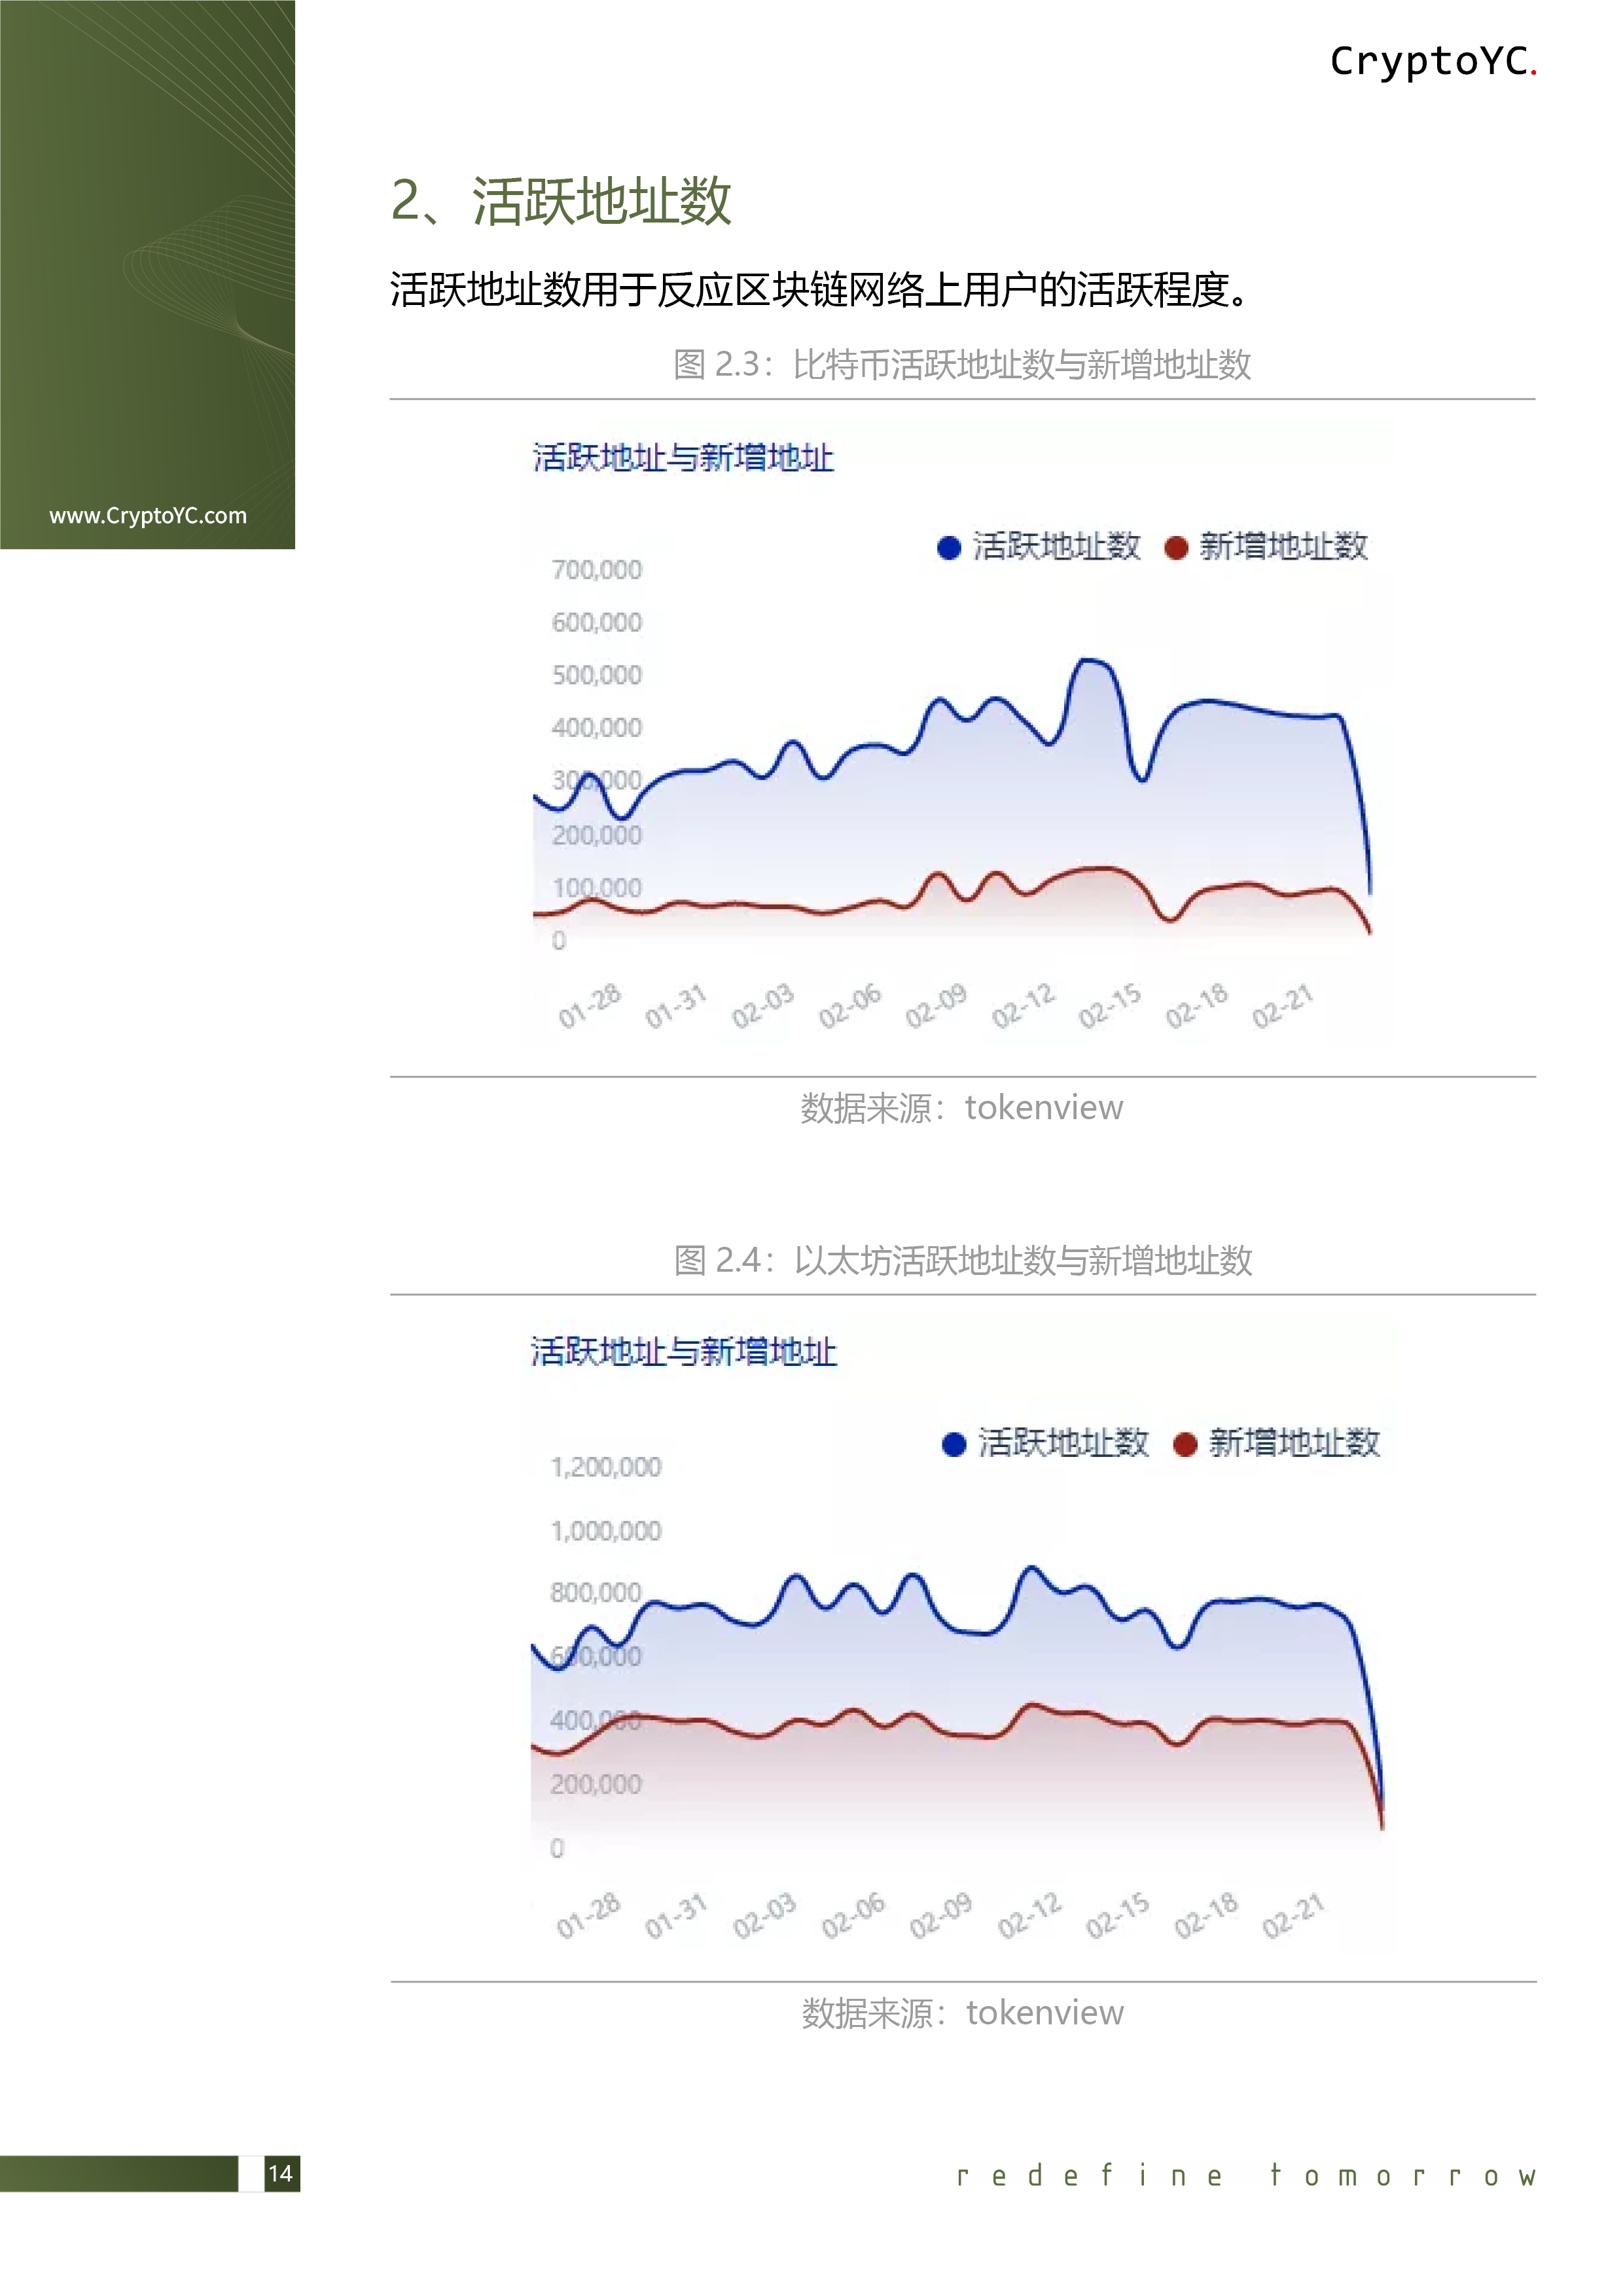 CryptoYC.
www.CryptoYC.com
2、活跃地址数
活跃地址数用于反应区块链网络上用户的活跃程度。
图 2.3：比特币活跃地址数与新增地址数
活跃地址与新增地址
活跃地址数 新增地址数
700,000
600,000
500,000
400,000
300,000
200,000
100,000
0
01-28 01-31 02-03 02-06 02-09 02-12 02-15 02-18 02-21
数据来源：tokenview
图 2.4：以太坊活跃地址数与新增地址数
活跃地址与新增地址
活跃地址数 新增地址数
1,200,000
1,000,000
800,000
600,000
400,000
200,000
0
01-28 01-31 02-03 02-06 02-09 02-12 02-15 02-18 02-21
数据来源：tokenview
14
redefine tomorrow